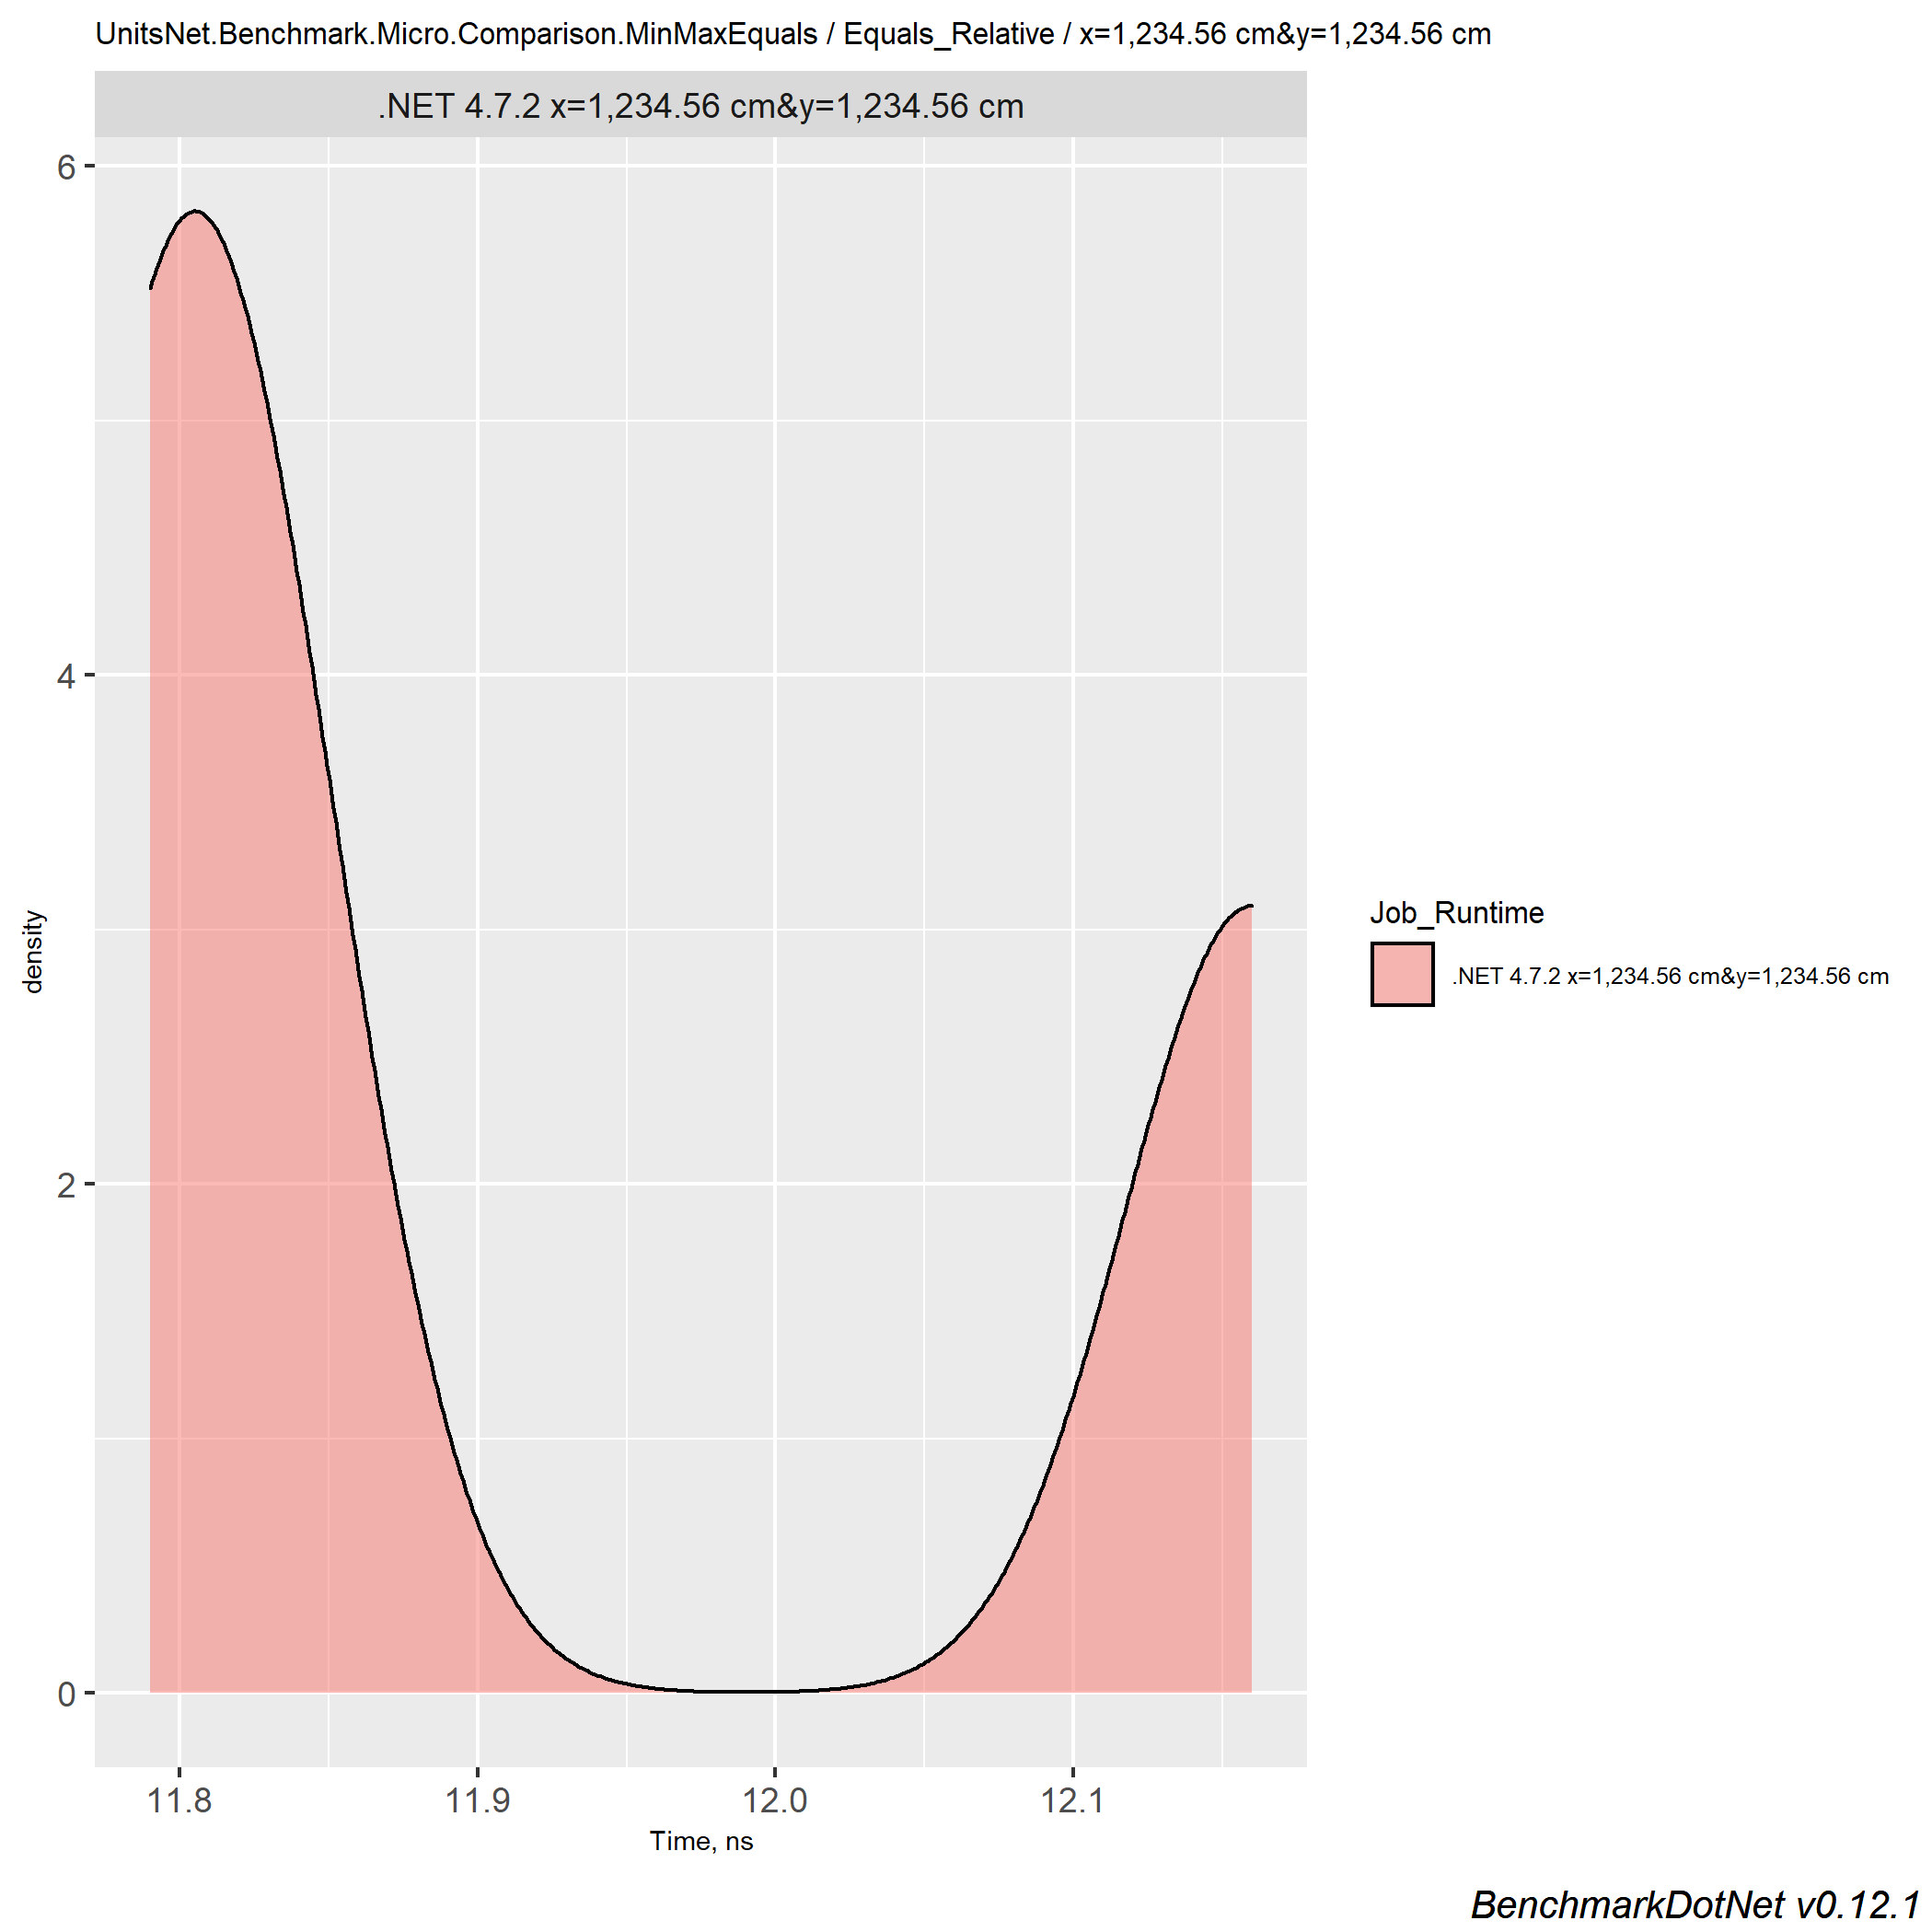 UnitsNet.Benchmark.Micro.Comparison.MinMaxEquals / Equals_Relative / x=1,234.56 cm&y=1,234.56 cm
.NET 4.7.2 x=1,234.56 cm&y=1,234.56 cm
6
4
2
0
density
11.8 11.9 12.0 12.1
Time, ns
Job_Runtime
.NET 4.7.2 x=1,234.56 cm&y=1,234.56 cm
BenchmarkDotNet v0.12.1